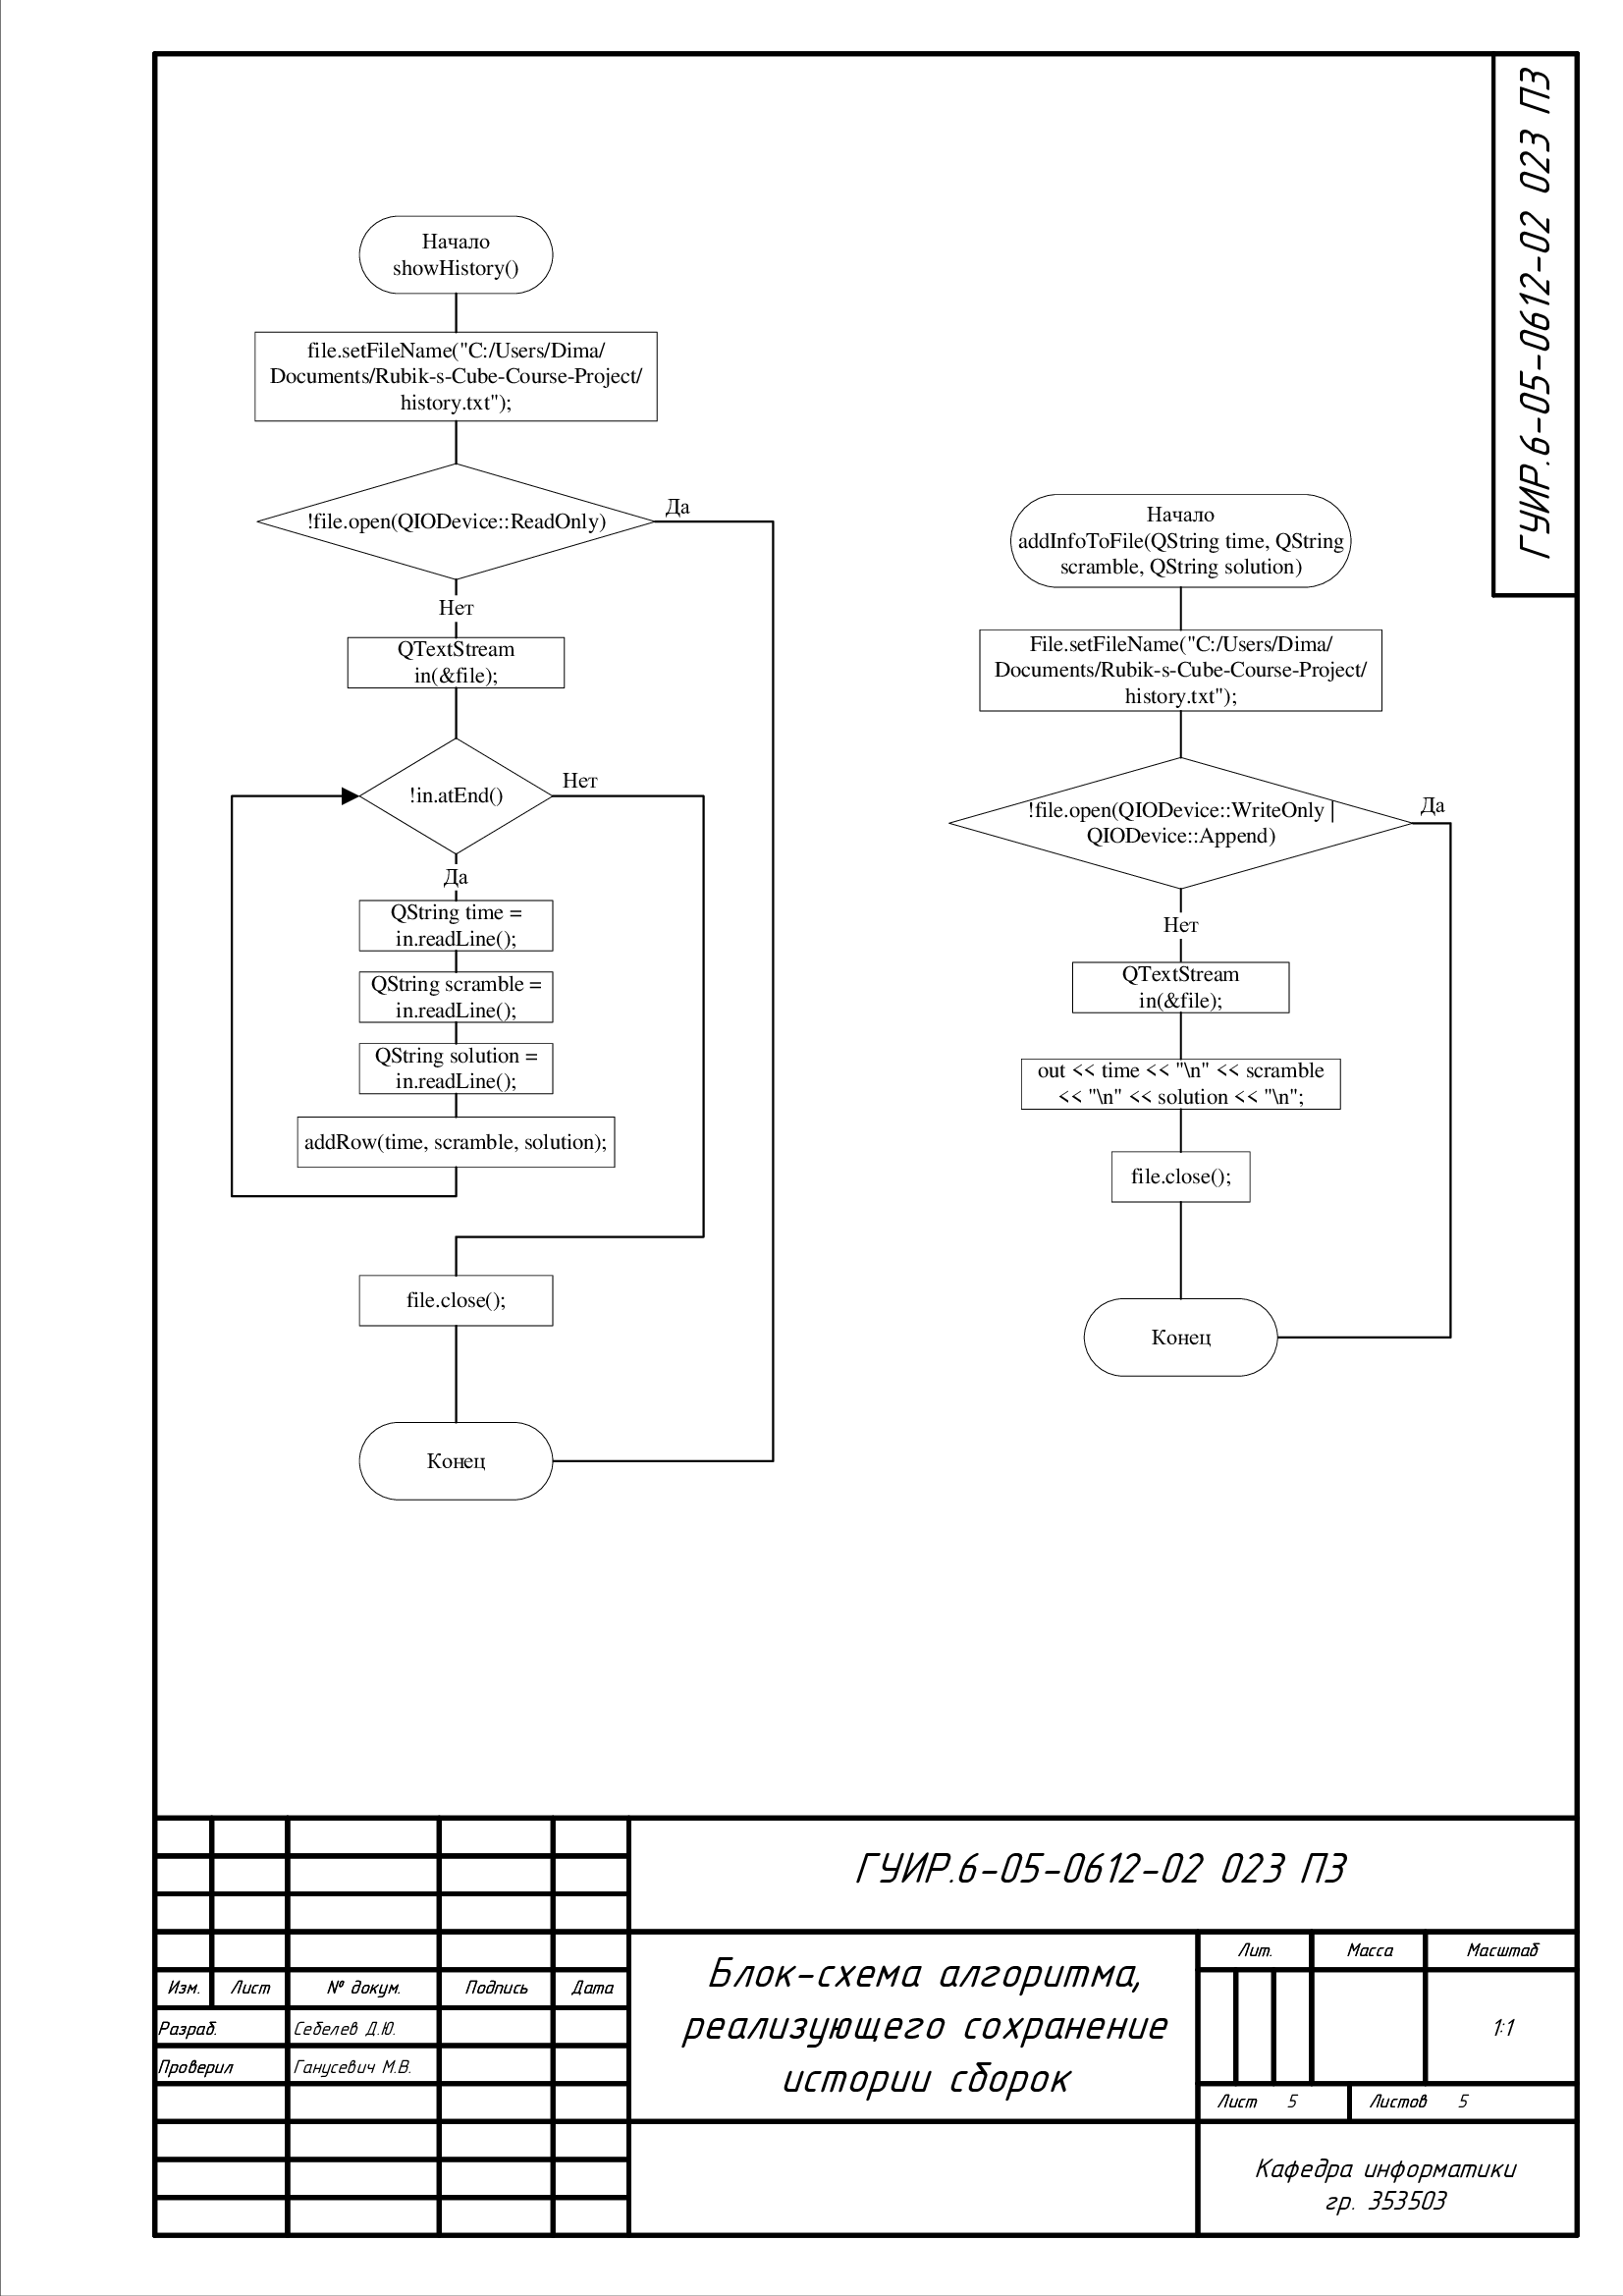 ГУИР.6-05-0612-02 023 ПЗ
Начало
showHistory()
file.setFileName("C:/Users/Dima/
Documents/Rubik-s-Cube-Course-Project/
history.txt");
!file.open(QIODevice::ReadOnly)
Да
Нет
QTextStream
in(&file);
!in.atEnd()
Нет
Да
QString time =
in.readLine();
QString scramble =
in.readLine();
QString solution =
in.readLine();
addRow(time, scramble, solution);
file.close();
Конец
Начало
addInfoToFile(QString time, QString
scramble, QString solution)
File.setFileName("C:/Users/Dima/
Documents/Rubik-s-Cube-Course-Project/
history.txt");
!file.open(QIODevice::WriteOnly |
QIODevice::Append)
Да
Нет
QTextStream
in(&file);
out << time << "\n" << scramble
<< "\n" << solution << "\n";
file.close();
Конец
ГУИР.6-05-0612-02 023 ПЗ
Изм. Лист № докум. Подпись Дата
Разраб. Себелев Д.Ю.
Проверил Ганусевич М.В.
Блок-схема алгоритма,
реализующего сохранение
истории сборок
Лит. Масса Масштаб
1:1
Лист 5 Листов 5
Кафедра информатики
гр. 353503